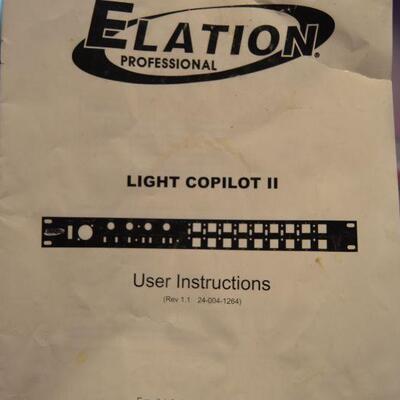 ELATION®
PROFESSIONAL
LIGHT COPILOT II
User Instructions
(Rev 1.1 24-004-1264)